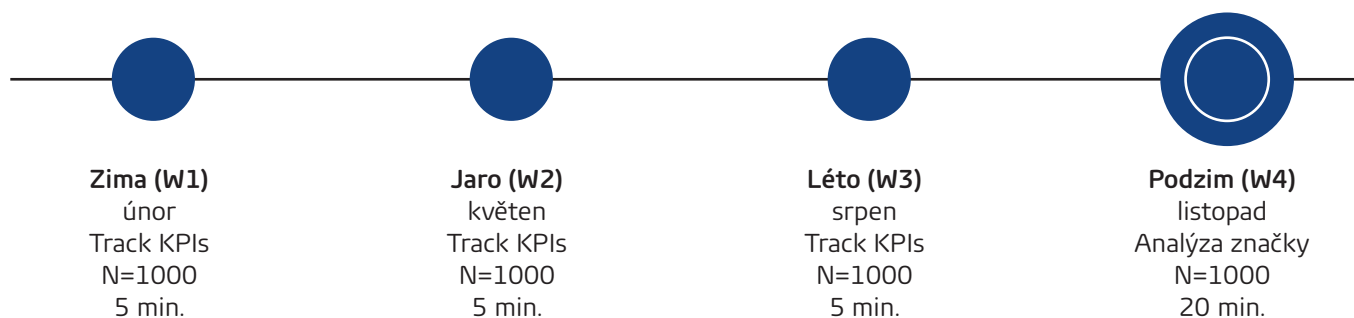 Zima (W1)
únor
Track KPIs
N=1000
5 min.
Jaro (W2)
květen
Track KPIs
N=1000
5 min.
Léto (W3)
srpen
Track KPIs
N=1000
5 min.
Podzim (W4)
listopad
Analýza značky
N=1000
20 min.